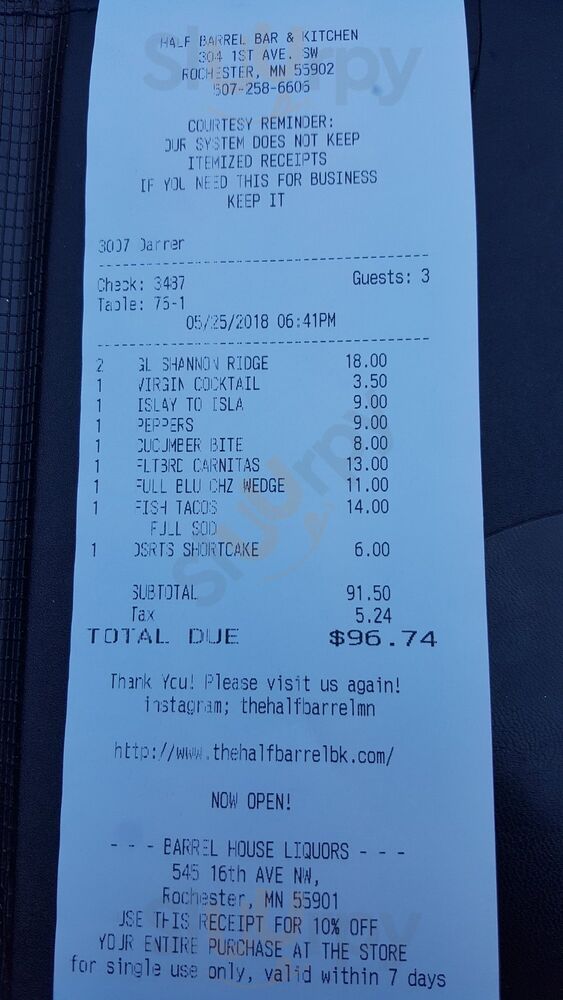 HALF BARREL BAR & KITCHEN
304 1ST AVE. SW
ROCHESTER, MN 55902
507-258-6606
COURTESY REMINDER:
OUR SYSTEM DOES NOT KEEP
ITEMIZED RECEIPTS
IF YOU NEED THIS FOR BUSINESS
KEEP IT
3007 Darren
Check: 3487 Guests: 3
Table: 75-1
05/25/2018 06:41PM
2 GL SHANNON RIDGE 18.00
1 VIRGIN COCKTAIL 3.50
1 ISLAY TO ISLA 9.00
1 PEPPERS 9.00
1 CUCUMBER BITE 8.00
1 FLTBRD CARNITAS 13.00
1 FULL BLU CHZ WEDGE 11.00
1 FISH TACOS 14.00
FULL SOD
1 DSRTS SHORTCAKE 6.00
SUBTOTAL 91.50
Tax 5.24
TOTAL DUE $96.74
Thank You! Please visit us again!
instagram; thehalfbarrelmn
http://www.thehalfbarrelbk.com/
NOW OPEN!
- - - BARREL HOUSE LIQUORS - - -
545 16th AVE NW,
Rochester, MN 55901
USE THIS RECEIPT FOR 10% OFF
YOUR ENTIRE PURCHASE AT THE STORE
for single use only, valid within 7 days
Sluurpy
Sluurpy